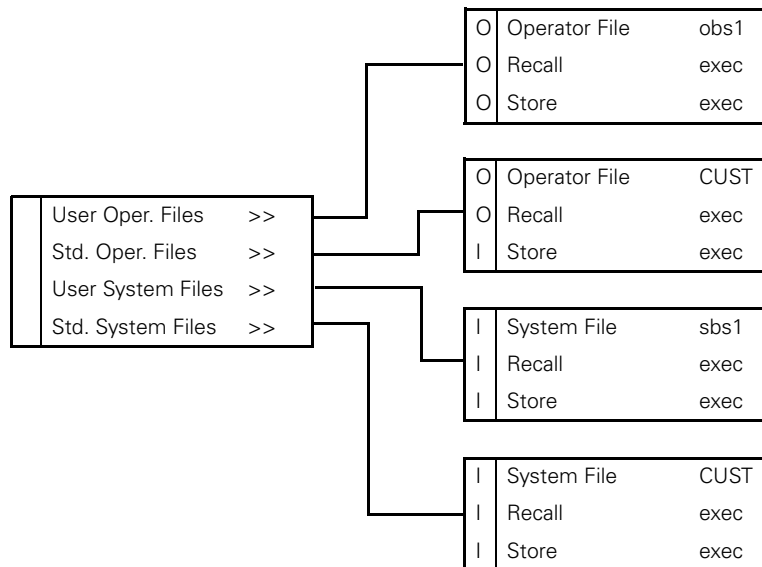 O Operator File obs1
O Recall exec
O Store exec
O Operator File CUST
O Recall exec
I Store exec
User Oper. Files >>
Std. Oper. Files >>
User System Files >>
Std. System Files >>
I System File sbs1
I Recall exec
I Store exec
I System File CUST
I Recall exec
I Store exec